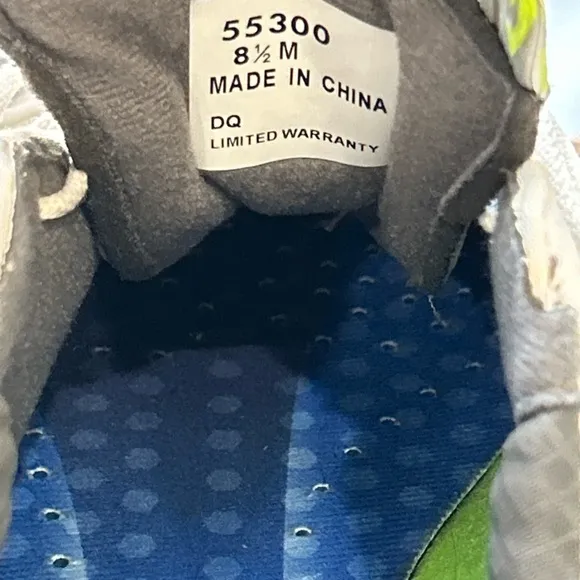 55300
8½ M
MADE IN CHINA
DQ
LIMITED WARRANTY